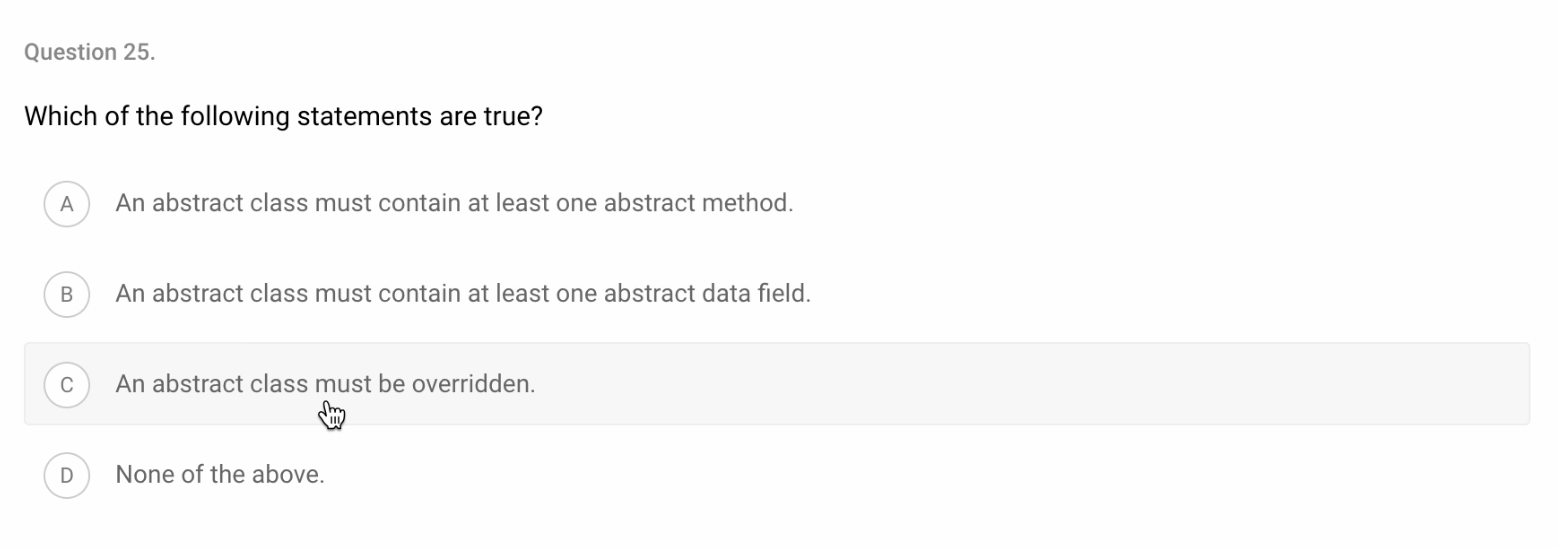 Question 25.
Which of the following statements are true?
A An abstract class must contain at least one abstract method.
B An abstract class must contain at least one abstract data field.
C An abstract class must be overridden.
D None of the above.